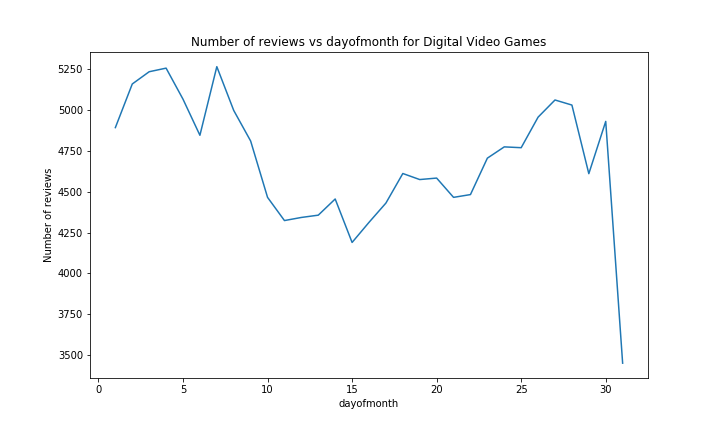 Number of reviews vs dayofmonth for Digital Video Games
5250
5000
4750
4500
4250
4000
3750
3500
Number of reviews
0 5 10 15 20 25 30
dayofmonth